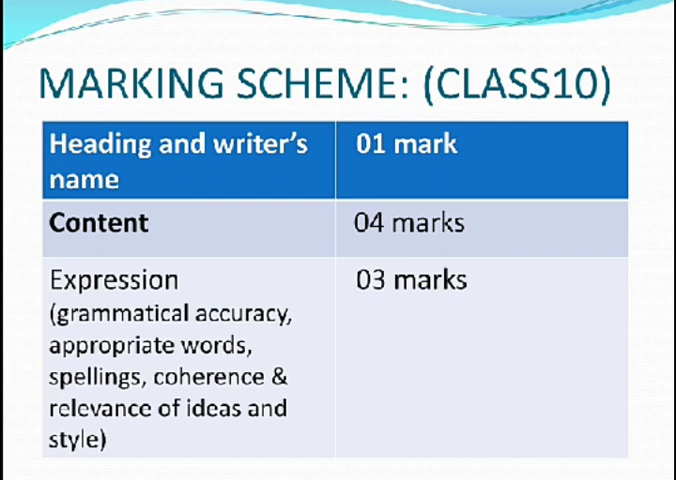 MARKING SCHEME: (CLASS10)
Heading and writer's name
01 mark
Content
04 marks
Expression
(grammatical accuracy,
appropriate words,
spellings, coherence &
relevance of ideas and
style)
03 marks